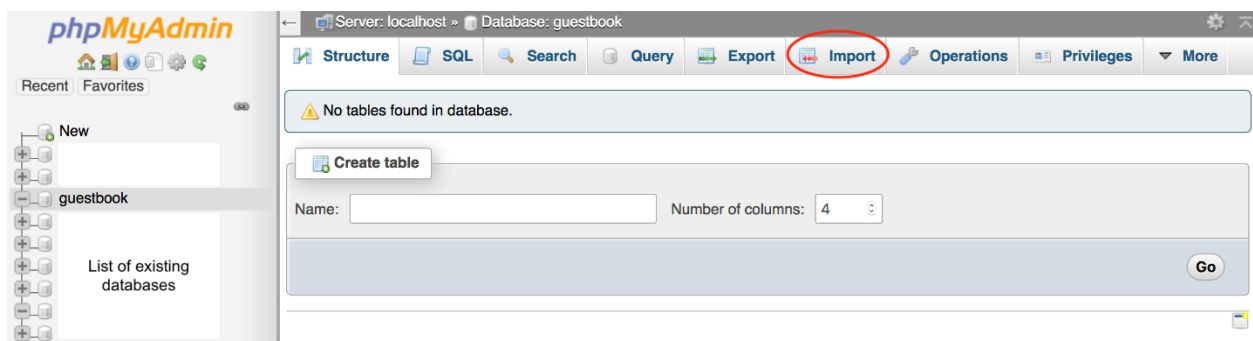 phpMyAdmin
Recent Favorites
New
guestbook
List of existing
databases
← Server: localhost » Database: guestbook
Structure SQL Search Query Export Import Operations Privileges More
No tables found in database.
Create table
Name: Number of columns: 4
Go